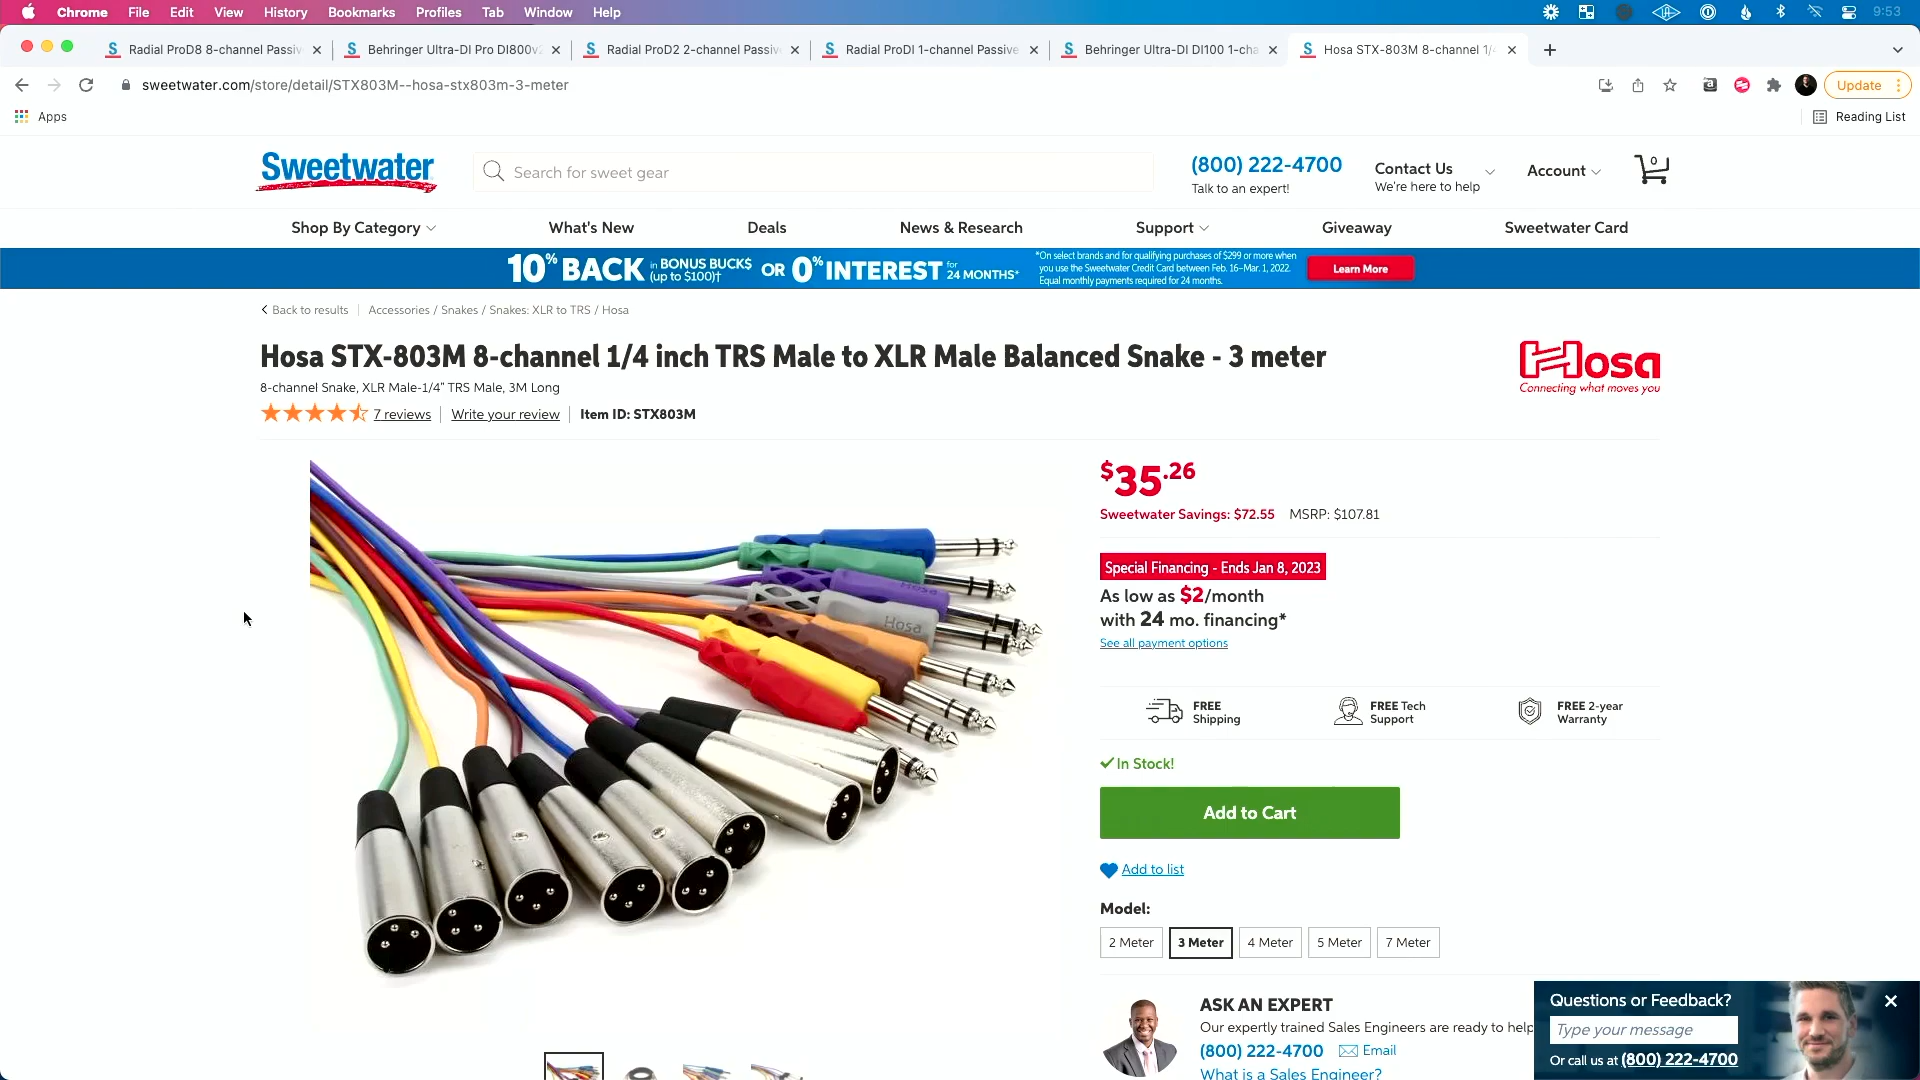 Chrome File Edit View History Bookmarks Profiles Tab Window Help 9:53
Radial ProD8 8-channel Passiv
Behringer Ultra-DI Pro DI800v
Radial ProD2 2-channel Passiv
Radial ProDI 1-channel Passive
Behringer Ultra-DI DI100 1-cha
Hosa STX-803M 8-channel 1/
sweetwater.com/store/detail/STX803M--hosa-stx803m-3-meter
Update
Apps
Reading List
Sweetwater
Search for sweet gear
(800) 222-4700
Talk to an expert!
Contact Us
We're here to help
Account
0
Shop By Category What's New Deals News & Research Support Giveaway Sweetwater Card
10% BACK in BONUS BUCK$ (up to $100)† OR 0% INTEREST for 24 MONTHS*
*On select brands and for qualifying purchases of $299 or more when
you use the Sweetwater Credit Card between Feb. 16–Mar. 1, 2022.
Equal monthly payments required for 24 months.
Learn More
Back to results Accessories / Snakes / Snakes: XLR to TRS / Hosa
Hosa STX-803M 8-channel 1/4 inch TRS Male to XLR Male Balanced Snake - 3 meter
8-channel Snake, XLR Male-1/4" TRS Male, 3M Long
7 reviews Write your review Item ID: STX803M
Hosa
Connecting what moves you
Hosa
Hosa
$35.26
Sweetwater Savings: $72.55 MSRP: $107.81
Special Financing - Ends Jan 8, 2023
As low as $2/month
with 24 mo. financing*
See all payment options
FREE
Shipping
FREE Tech
Support
FREE 2-year
Warranty
In Stock!
Add to Cart
Add to list
Model:
2 Meter 3 Meter 4 Meter 5 Meter 7 Meter
ASK AN EXPERT
Our expertly trained Sales Engineers are ready to help
(800) 222-4700 Email
What is a Sales Engineer?
Questions or Feedback?
Type your message
Or call us at (800) 222-4700